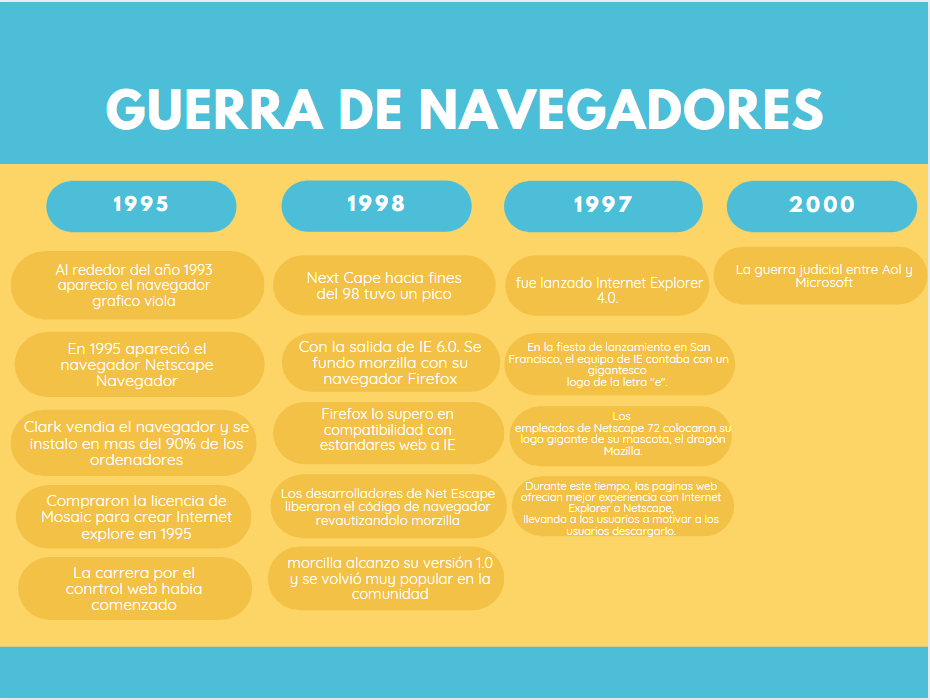 GUERRA DE NAVEGADORES
1995
Al rededor del año 1993
aparecio el navegador
grafico viola
En 1995 apareció el
navegador Netscape
Navegador
Clark vendia el navegador y se
instalo en mas del 90% de los
ordenadores
Compraron la licencia de
Mosaic para crear Internet
explore en 1995
La carrera por el
conrtrol web habia
comenzado
1998
Next Cape hacia fines
del 98 tuvo un pico
Con la salida de IE 6.0. Se
fundo morzilla con su
navegador Firefox
Firefox lo supero en
compatibilidad con
estandares web a IE
Los desarrolladores de Net Escape
liberaron el código de navegador
revautizandolo morzilla
morcilla alcanzo su versión 1.0
y se volvió muy popular en la
comunidad
1997
fue lanzado Internet Explorer
4.0.
En la fiesta de lanzamiento en San
Francisco, el equipo de IE contaba con un
gigantesco
logo de la letra "e".
Los
empleados de Netscape 72 colocaron su
logo gigante de su mascota, el dragón
Mozilla.
Durante este tiempo, las paginas web
ofrecian mejor experiencia con Internet
Explorer o Netscape,
llevando a los usuarios a motivar a los
usuarios descargarlo.
2000
La guerra judicial entre Aol y
Microsoft